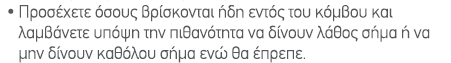 • Προσέχετε όσους βρίσκονται ήδη εντός του κόμβου και
λαμβάνετε υπόψη την πιθανότητα να δίνουν λάθος σήμα ή να
μην δίνουν καθόλου σήμα ενώ θα έπρεπε.